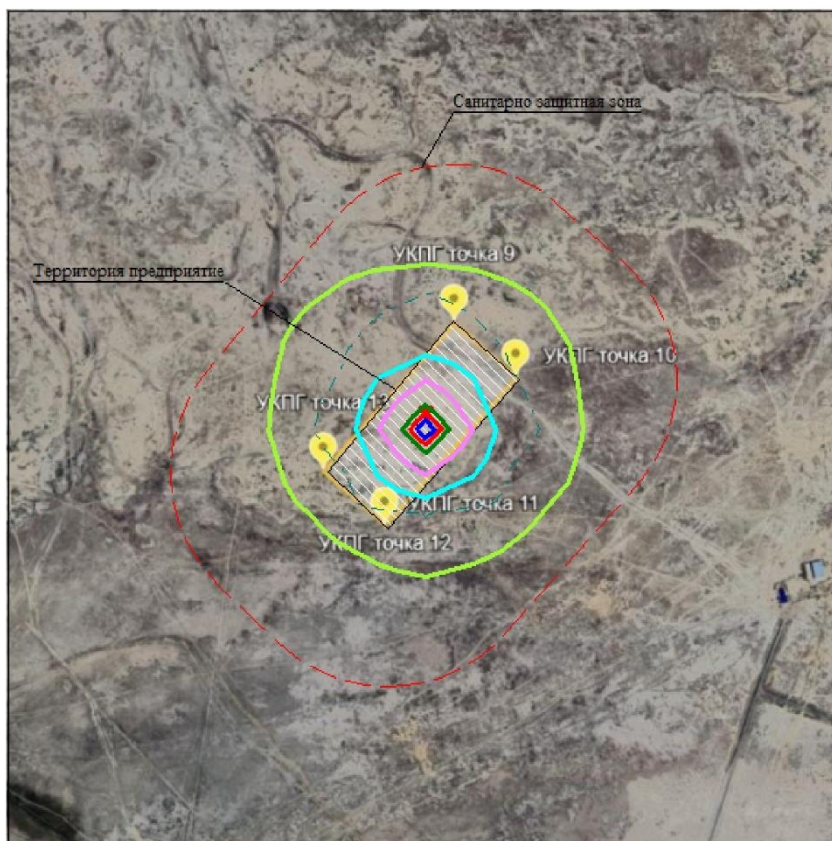 Санитарно защитная зона
УКПГ точка 9
Территория предприятие
УКПГ точка 10
УКПГ точка 13
УКПГ точка 11
УКПГ точка 12